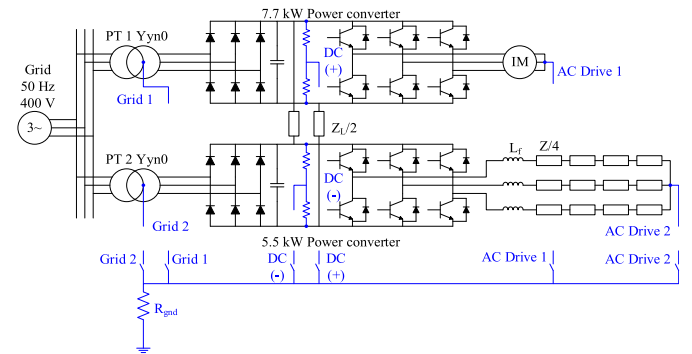 7.7 kW Power converter
PT 1 Yyn0
Grid
50 Hz
400 V
3~
Grid 1
DC
(+)
IM
AC Drive 1
Z_L/2
PT 2 Yyn0
Grid 2
DC
(-)
L_f
Z/4
AC Drive 2
5.5 kW Power converter
Grid 2
Grid 1
DC
(-)
DC
(+)
AC Drive 1
AC Drive 2
R_gnd